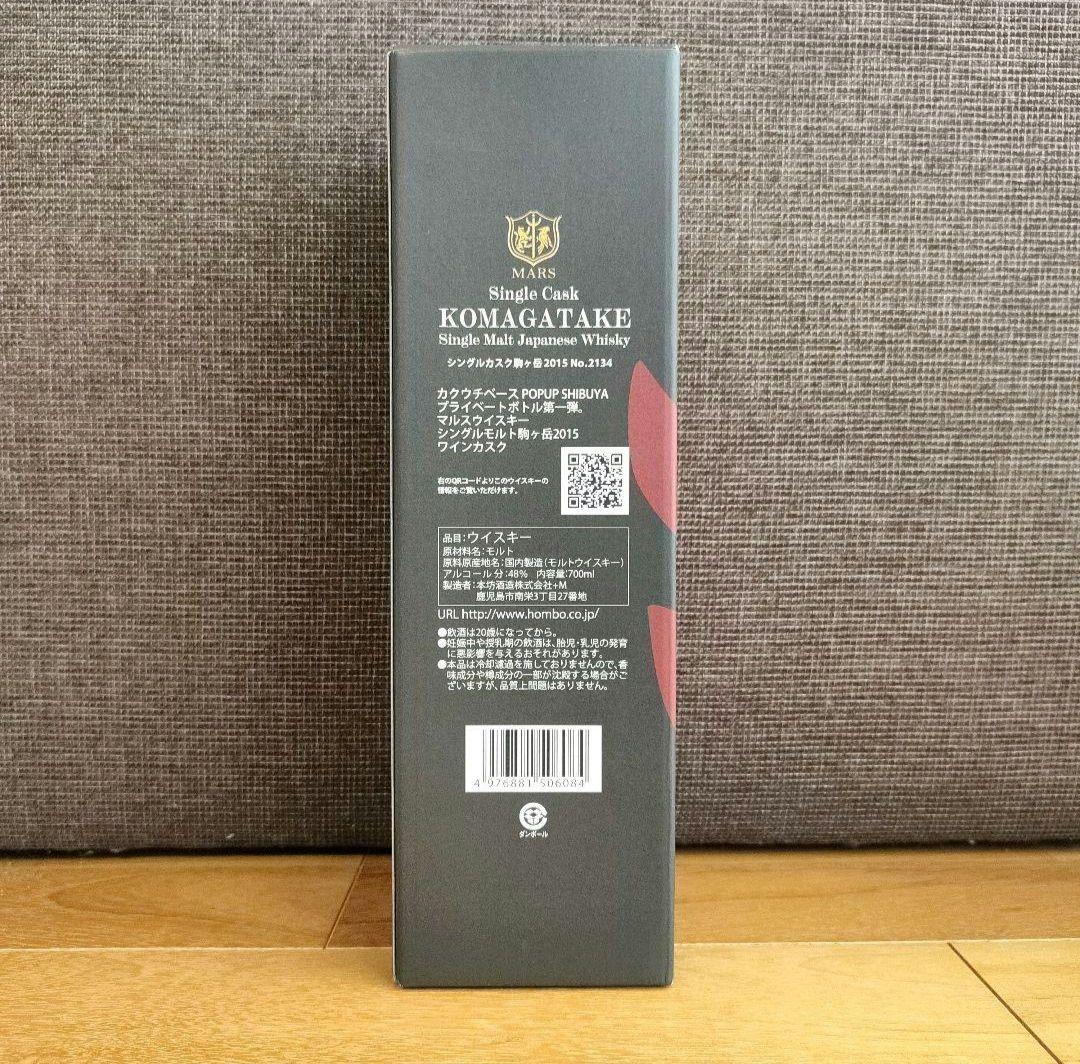 MARS
Single Cask
KOMAGATAKE
Single Malt Japanese Whisky
シングルカスク駒ヶ岳2015 No.2134
カクウチベース POPUP SHIBUYA
プライベートボトル第一弾。
マルスウイスキー
シングルモルト駒ヶ岳2015
ワインカスク
右のQRコードよりこのウイスキーの
情報をご覧いただけます。
品目：ウイスキー
原材料名：モルト
原料原産地名：国内製造（モルトウイスキー）
アルコール分：48%　内容量：700ml
製造者：本坊酒造株式会社+M
鹿児島市南栄3丁目27番地
URL http://www.hombo.co.jp/
●飲酒は20歳になってから。
●妊娠中や授乳期の飲酒は、胎児・乳児の発育
に悪影響を与えるおそれがあります。
●本品は冷却濾過を施しておりませんので、香
味成分や樽成分の一部が沈殿する場合がご
ざいますが、品質上問題はありません。
4 976881 506084
ダンボール